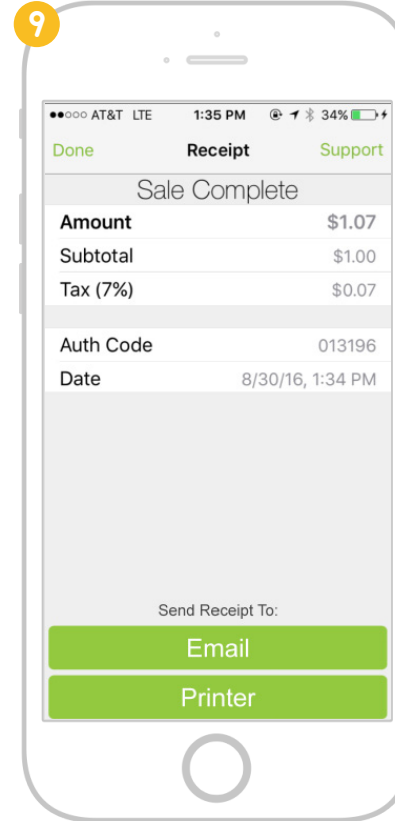 9
●●○○○ AT&T LTE 1:35 PM 34%
Done Receipt Support
Sale Complete
Amount $1.07
Subtotal $1.00
Tax (7%) $0.07
Auth Code 013196
Date 8/30/16, 1:34 PM
Send Receipt To:
Email
Printer